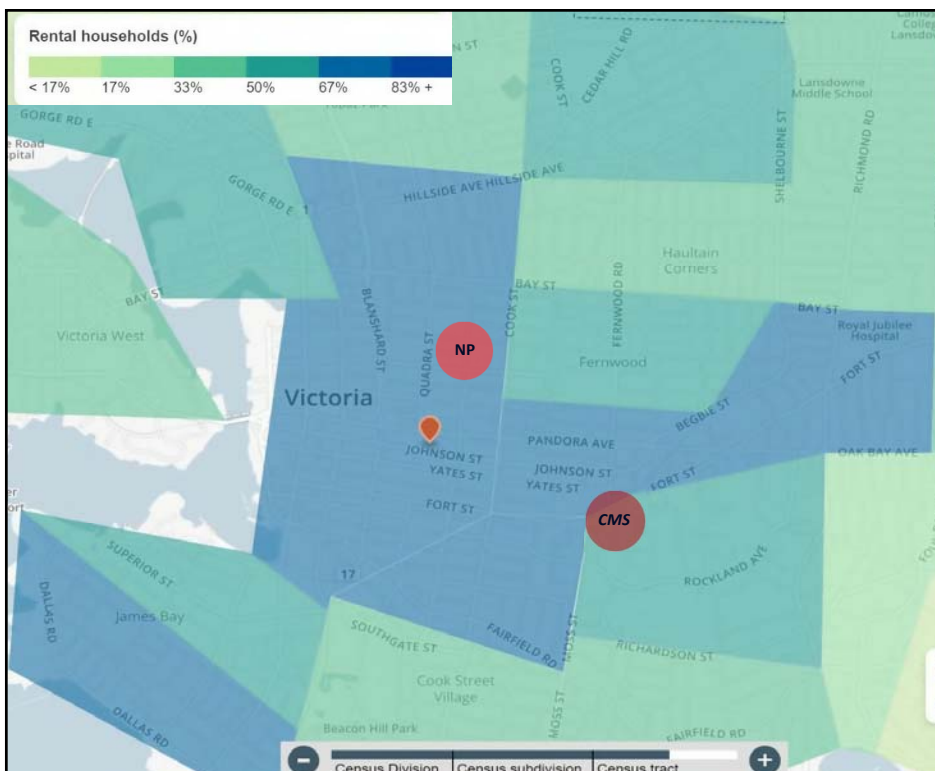 Rental households (%)
< 17%
17%
33%
50%
67%
83% +
N ST
COOK ST
CEDAR HILL RD
Lansdowne
Middle School
SHELBOURNE ST
RICHMOND RD
GORGE RD E
e Road
spital
GORGE RD E
1
HILLSIDE AVE HILLSIDE AVE
Haultain
Corners
BAY ST
BAY ST
BAY ST
Victoria West
BLANSHARD ST
QUADRA ST
NP
COOK ST
FERNWOOD RD
Fernwood
Royal Jubilee
Hospital
FORT ST
Victoria
BEGBIE ST
PANDORA AVE
JOHNSON ST
YATES ST
JOHNSON ST
YATES ST
FORT ST
FORT ST
OAK BAY AVE
CMS
SUPERIOR ST
ROCKLAND AVE
17
DALLAS RD
James Bay
SOUTHGATE ST
FAIRFIELD RD
MOSS ST
RICHARDSON ST
Cook Street
Village
MOSS ST
DALLAS RD
Beacon Hill Park
FAIRFIELD RD
Census Division
Census subdivision
Census tract